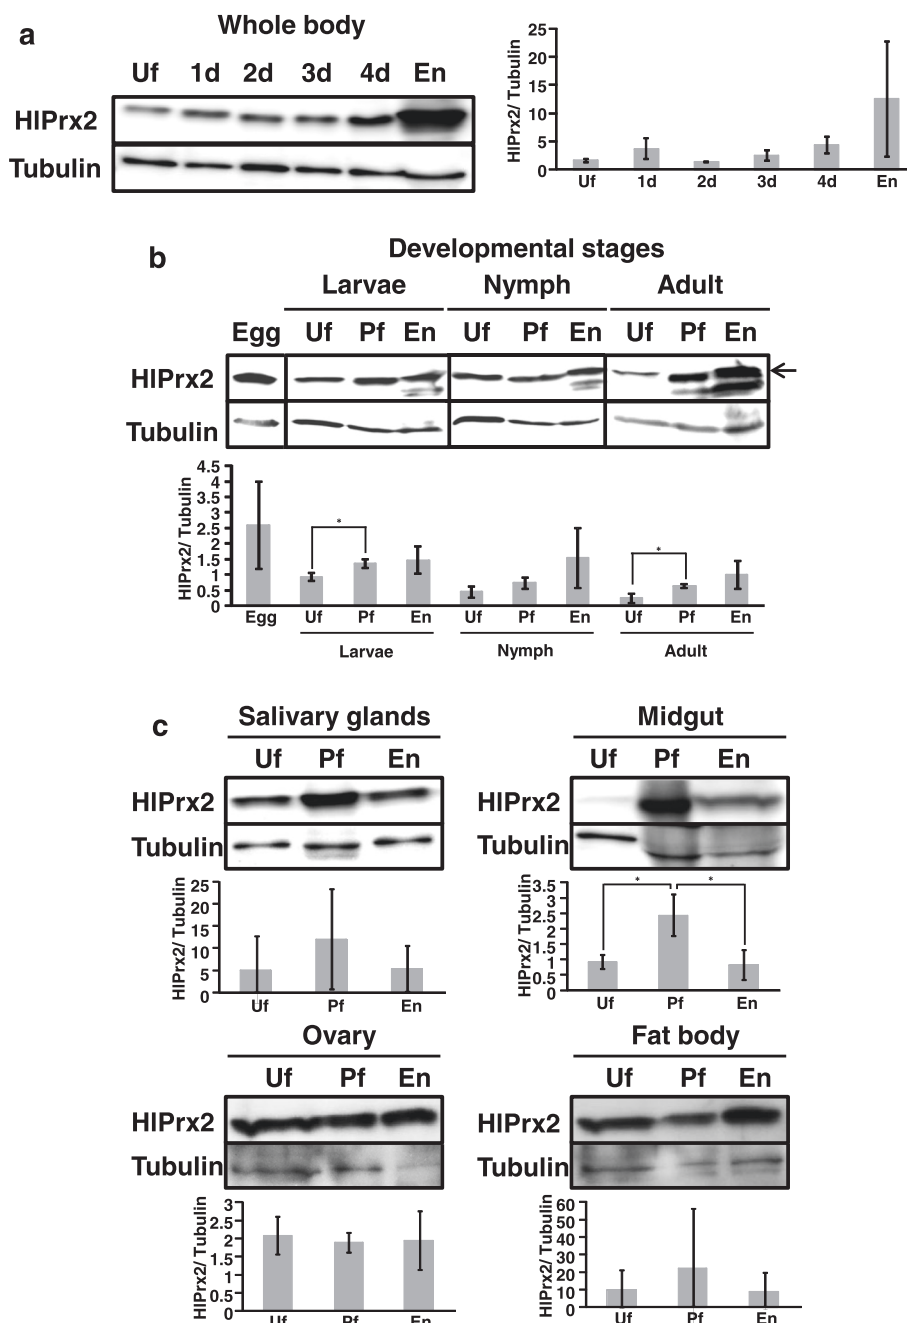 a
Whole body
Uf 1d 2d 3d 4d En
HlPrx2
Tubulin
HlPrx2/ Tubulin
25
20
15
10
5
0
Uf 1d 2d 3d 4d En
b
Developmental stages
Larvae Nymph Adult
Egg Uf Pf En Uf Pf En Uf Pf En
HlPrx2
Tubulin
HlPrx2/ Tubulin
4.5
4
3.5
3
2.5
2
1.5
1
0.5
0
* *
Egg Uf Pf En Uf Pf En Uf Pf En
Larvae Nymph Adult
c
Salivary glands
Uf Pf En
HlPrx2
Tubulin
HlPrx2/ Tubulin
25
20
15
10
5
0
Uf Pf En
Midgut
Uf Pf En
HlPrx2
Tubulin
HlPrx2/ Tubulin
3.5
3
2.5
2
1.5
1
0.5
0
* *
Uf Pf En
Ovary
Uf Pf En
HlPrx2
Tubulin
HlPrx2/ Tubulin
3
2.5
2
1.5
1
0.5
0
Uf Pf En
Fat body
Uf Pf En
HlPrx2
Tubulin
HlPrx2/ Tubulin
60
50
40
30
20
10
0
Uf Pf En